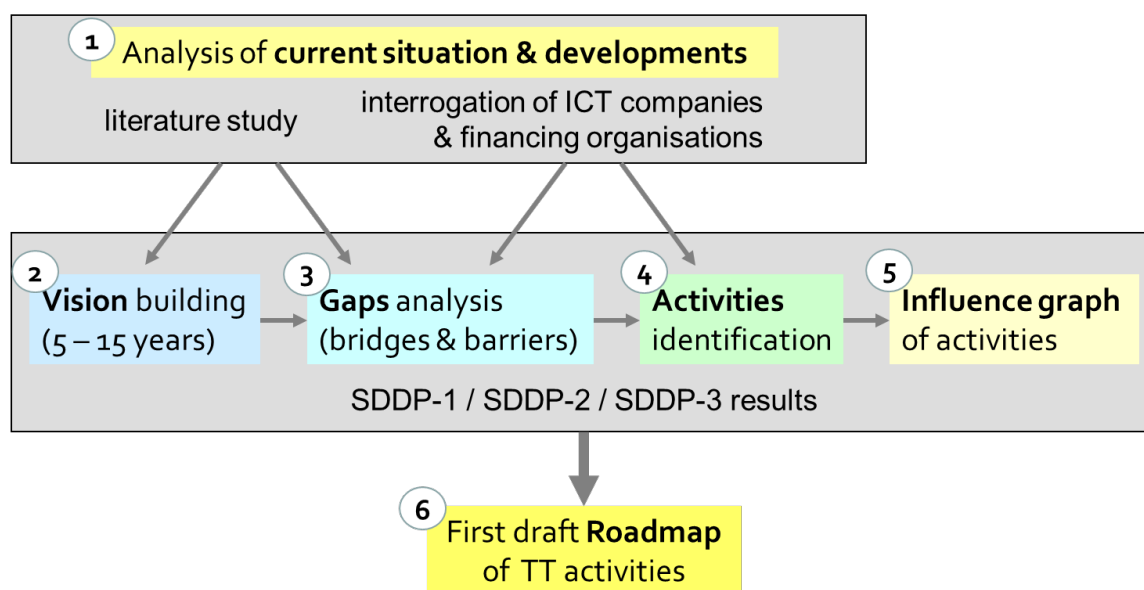 1
Analysis of current situation & developments
literature study
interrogation of ICT companies
& financing organisations
2
Vision building
(5 – 15 years)
3
Gaps analysis
(bridges & barriers)
4
Activities
identification
5
Influence graph
of activities
SDDP-1 / SDDP-2 / SDDP-3 results
6
First draft Roadmap
of TT activities